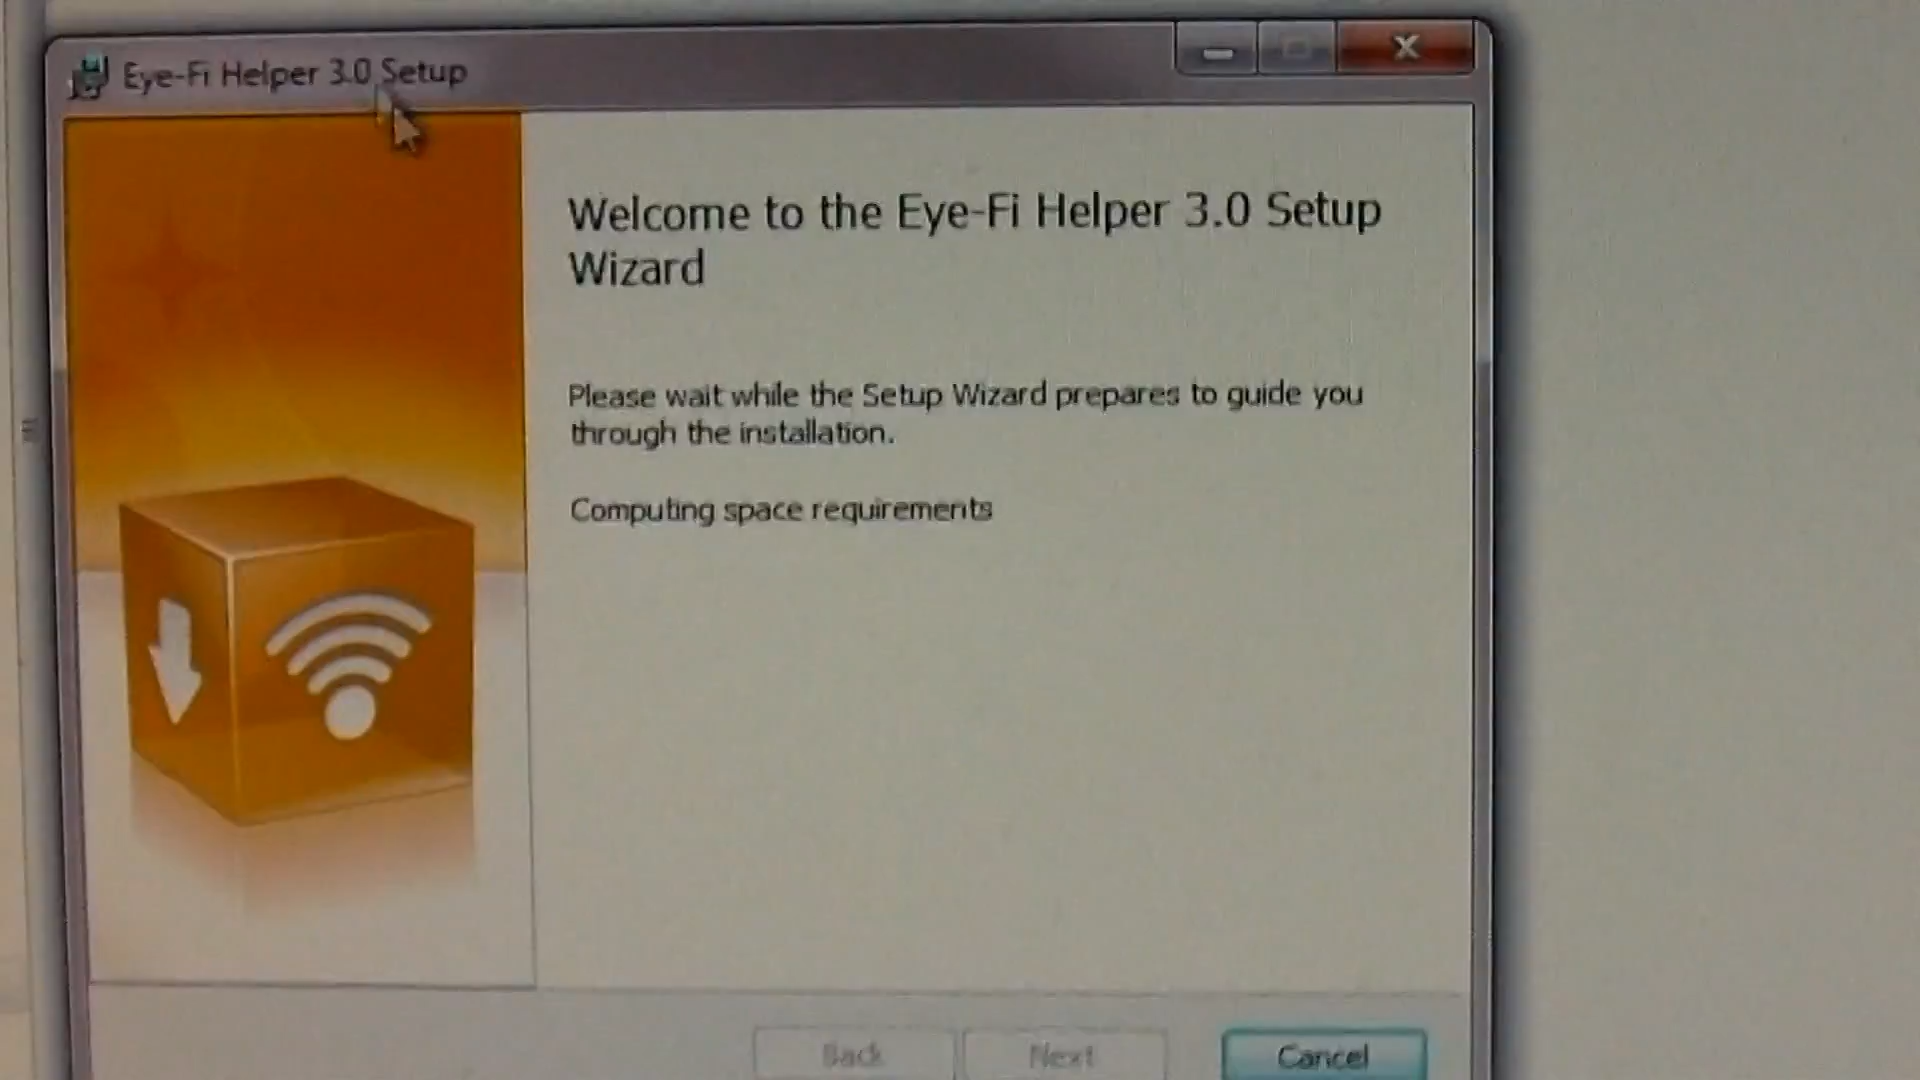 Eye-Fi Helper 3.0 Setup
Welcome to the Eye-Fi Helper 3.0 Setup
Wizard
Please wait while the Setup Wizard prepares to guide you
through the installation.
Computing space requirements
Back Next Cancel